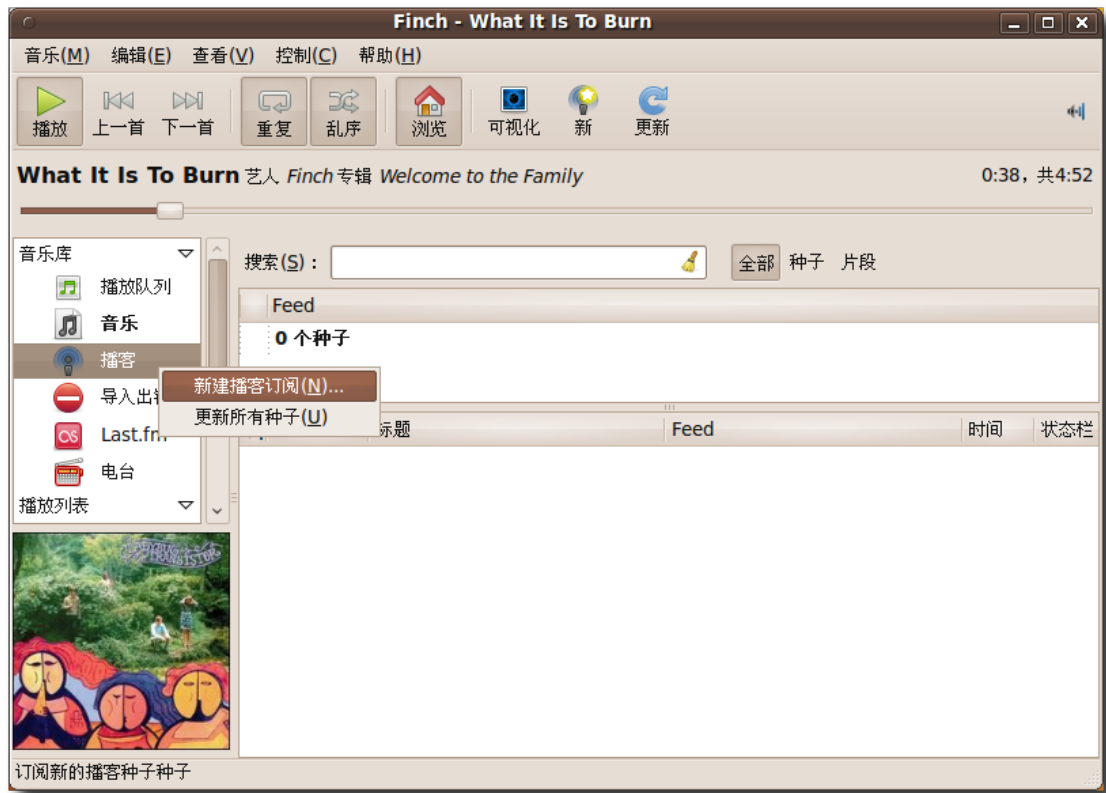 Finch - What It Is To Burn
音乐(M) 编辑(E) 查看(V) 控制(C) 帮助(H)
播放 上一首 下一首 重复 乱序 浏览 可视化 新 更新
What It Is To Burn 艺人 Finch 专辑 Welcome to the Family 0:38，共4:52
音乐库
搜索(S)： 全部 种子 片段
播放队列
Feed
音乐
0 个种子
播客
新建播客订阅(N)...
导入出
更新所有种子(U)
Last.fm
标题 Feed 时间 状态栏
电台
播放列表
订阅新的播客种子种子